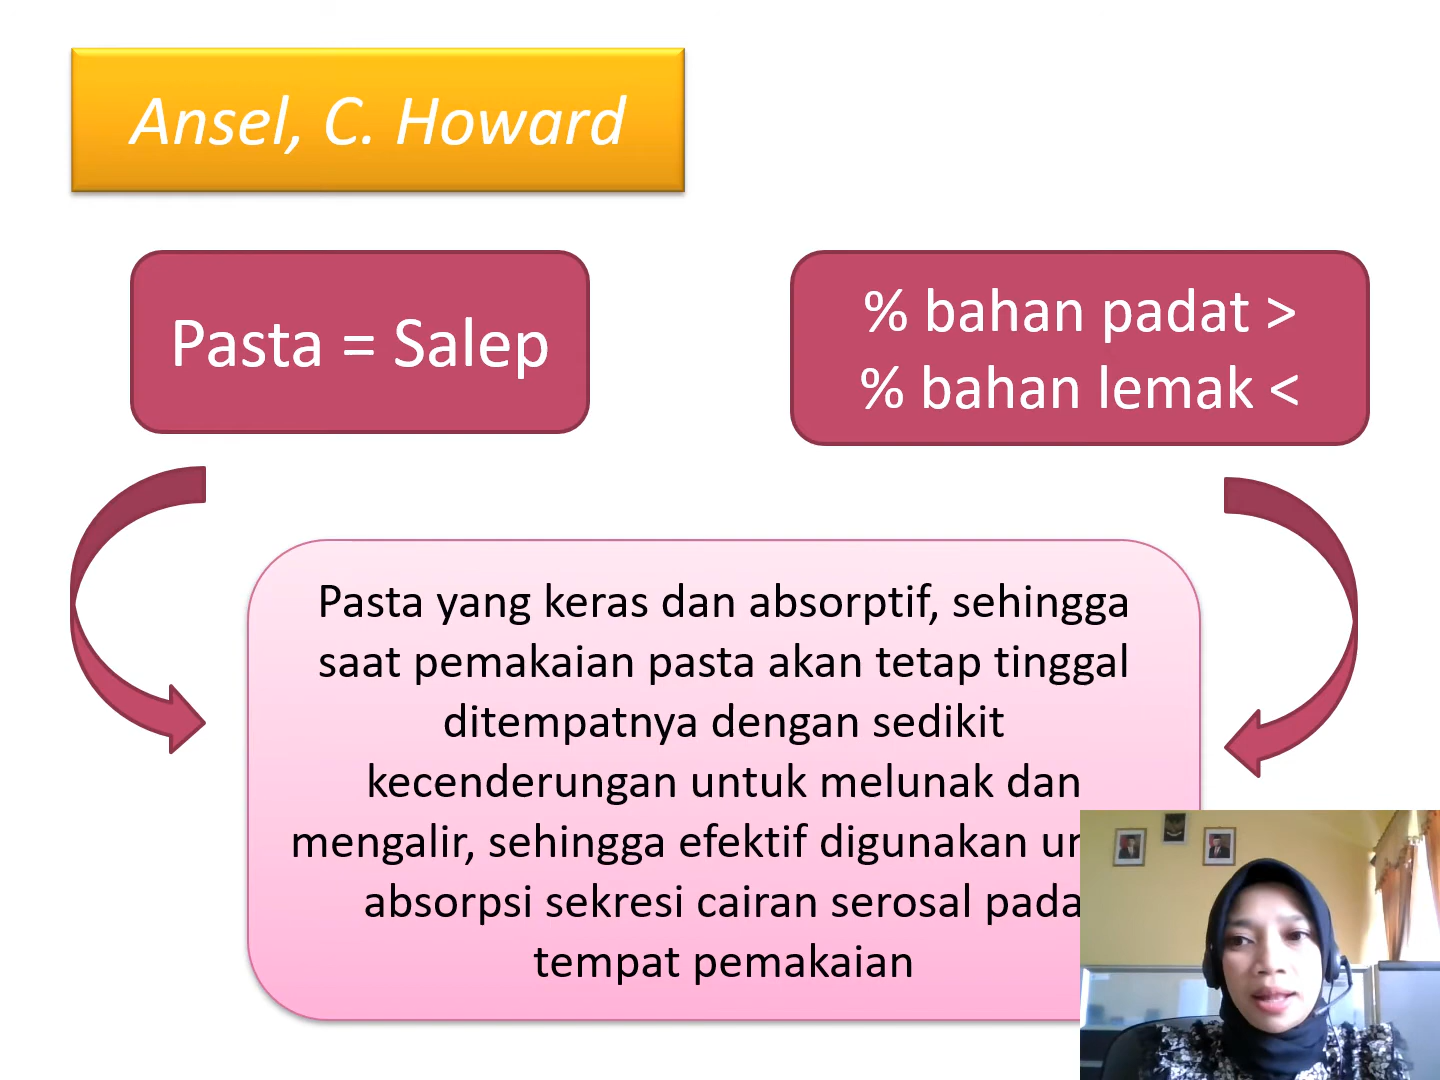 Ansel, C. Howard
Pasta = Salep
% bahan padat >
% bahan lemak <
Pasta yang keras dan absorptif, sehingga
saat pemakaian pasta akan tetap tinggal
ditempatnya dengan sedikit
kecenderungan untuk melunak dan
mengalir, sehingga efektif digunakan
absorpsi sekresi cairan serosal pada
tempat pemakaian